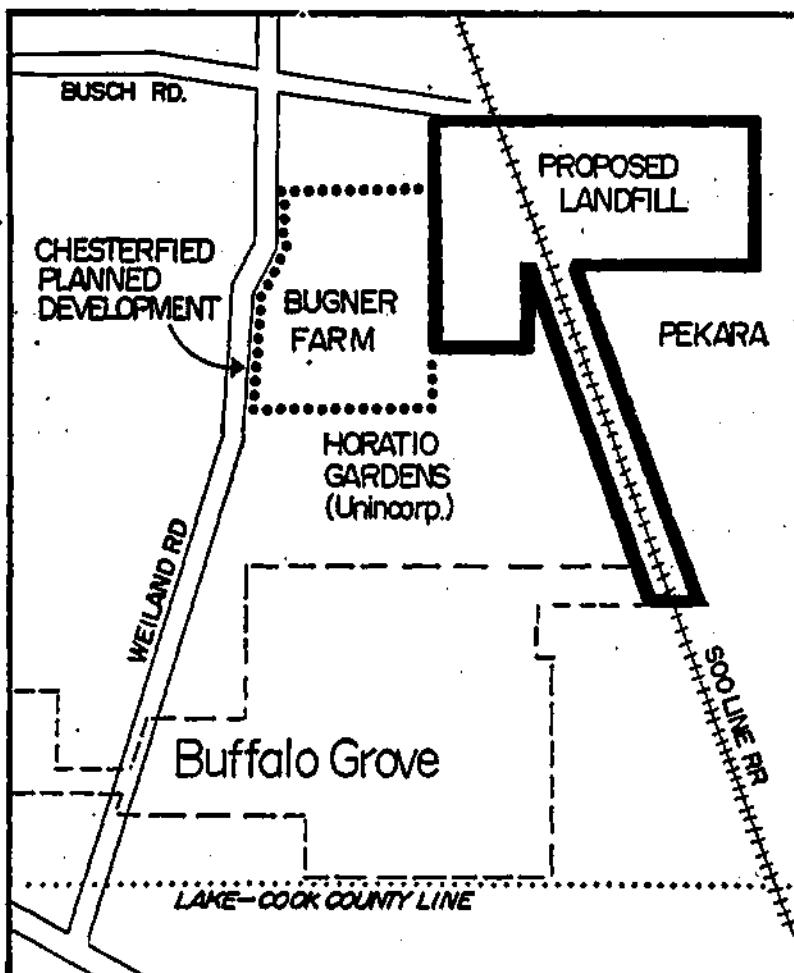 BUSCH RD.
PROPOSED
LANDFILL
CHESTERFIED
PLANNED
DEVELOPMENT
BUGNER
FARM
PEKARA
HORATIO
GARDENS
(Unincorp.)
WEILAND RD
SOO LINE RR
Buffalo Grove
LAKE-COOK COUNTY LINE